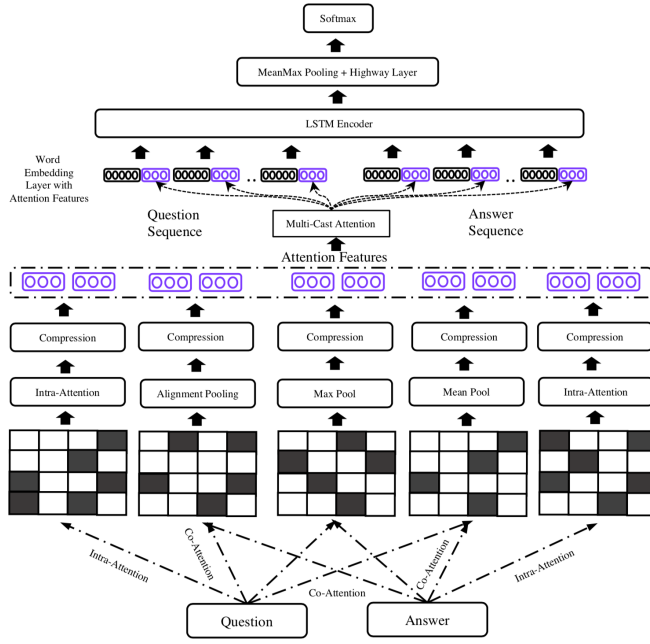 Softmax
MeanMax Pooling + Highway Layer
LSTM Encoder
Word
Embedding
Layer with
Attention Features
Question
Sequence
Multi-Cast Attention
Answer
Sequence
Attention Features
Compression
Compression
Compression
Compression
Compression
Intra-Attention
Alignment Pooling
Max Pool
Mean Pool
Intra-Attention
Intra-Attention
Co-Attention
Co-Attention
Co-Attention
Intra-Attention
Question
Answer